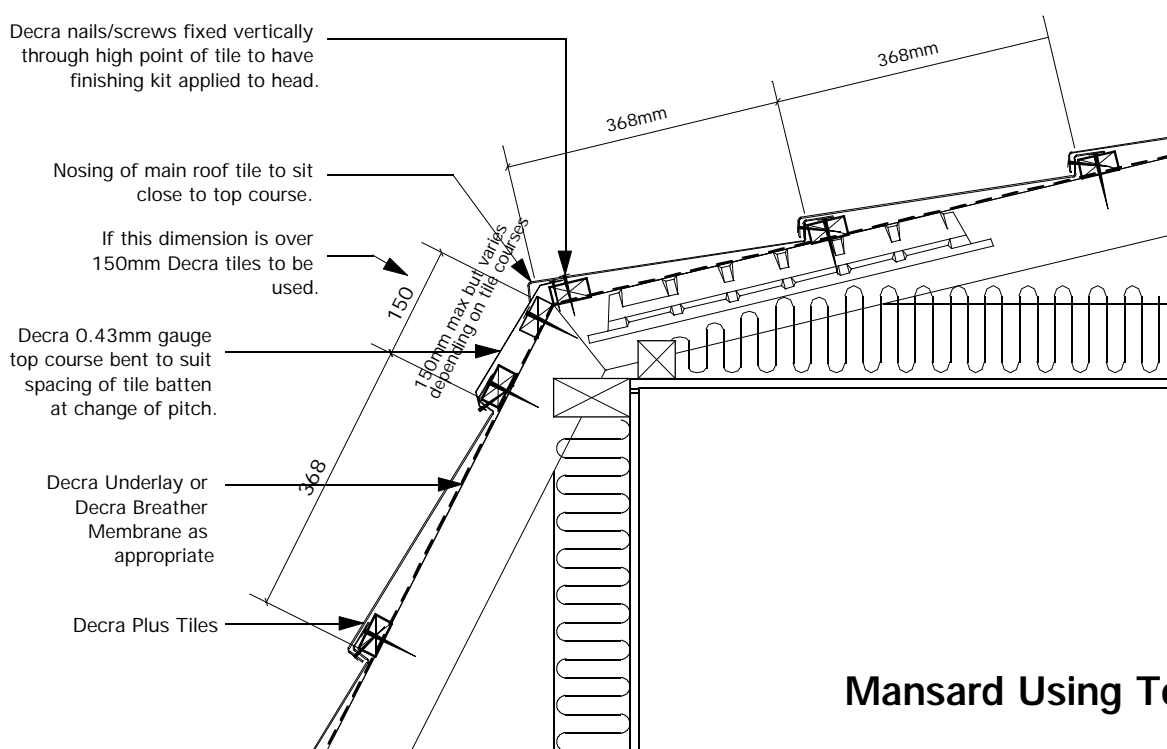 Decra nails/screws fixed vertically
through high point of tile to have
finishing kit applied to head.
368mm
368mm
Nosing of main roof tile to sit
close to top course.
If this dimension is over
150mm Decra tiles to be
used.
150
150mm max but varies
depending on tile courses
Decra 0.43mm gauge
top course bent to suit
spacing of tile batten
at change of pitch.
368
Decra Underlay or
Decra Breather
Membrane as
appropriate
Decra Plus Tiles
Mansard Using